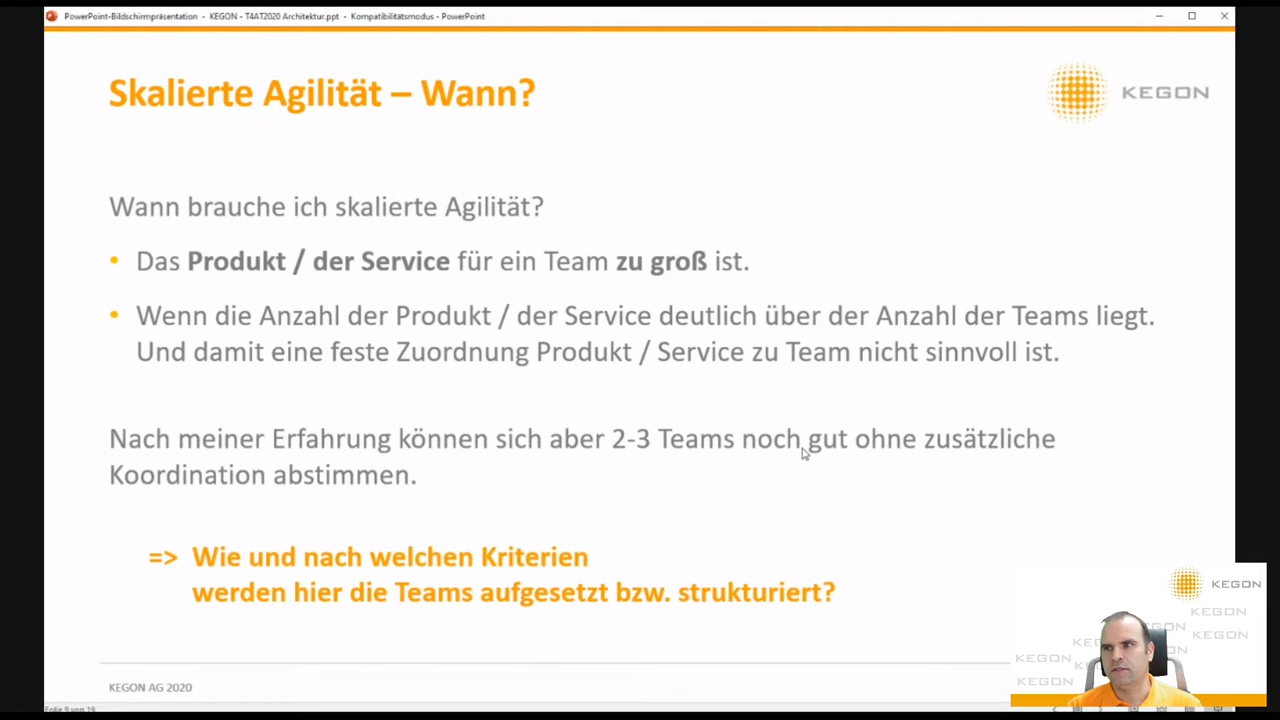 PowerPoint-Bildschirmpräsentation - KEGON - T4AT2020 Architektur.ppt - Kompatibilitätsmodus - PowerPoint
Skalierte Agilität – Wann?
KEGON
Wann brauche ich skalierte Agilität?
• Das Produkt / der Service für ein Team zu groß ist.
• Wenn die Anzahl der Produkt / der Service deutlich über der Anzahl der Teams liegt.
Und damit eine feste Zuordnung Produkt / Service zu Team nicht sinnvoll ist.
Nach meiner Erfahrung können sich aber 2-3 Teams noch gut ohne zusätzliche
Koordination abstimmen.
=> Wie und nach welchen Kriterien
werden hier die Teams aufgesetzt bzw. strukturiert?
KEGON
KEGON
KEGON
KEGON
KEGON
KEGON AG 2020
Folie 9 von 19